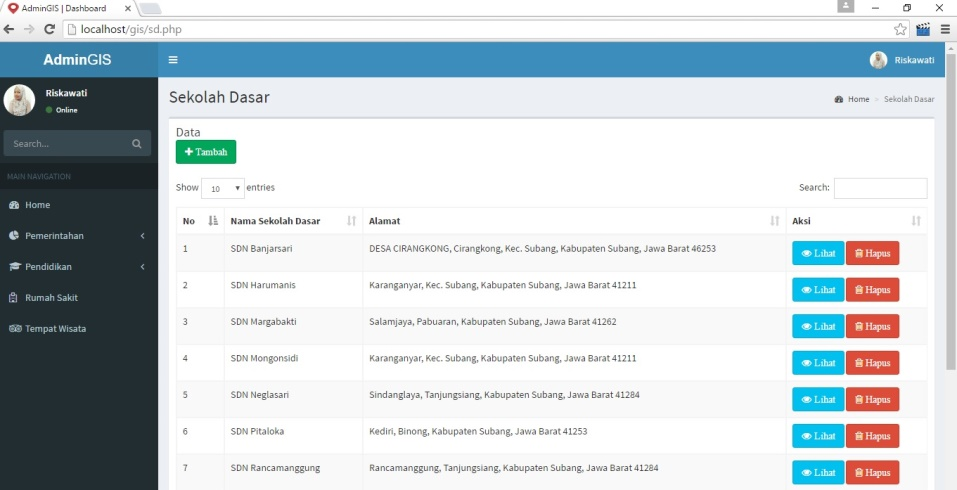 AdminGIS | Dashboard
localhost/gis/sd.php
AdminGIS
Riskawati
Riskawati
Online
Search...
MAIN NAVIGATION
Home
Pemerintahan
Pendidikan
Rumah Sakit
Tempat Wisata
Sekolah Dasar
Home > Sekolah Dasar
Data
+ Tambah
Show 10 entries
Search:
No Nama Sekolah Dasar Alamat Aksi
1 SDN Banjarsari DESA CIRANGKONG, Cirangkong, Kec. Subang, Kabupaten Subang, Jawa Barat 46253 Lihat Hapus
2 SDN Harumanis Karanganyar, Kec. Subang, Kabupaten Subang, Jawa Barat 41211 Lihat Hapus
3 SDN Margabakti Salamjaya, Pabuaran, Kabupaten Subang, Jawa Barat 41262 Lihat Hapus
4 SDN Mongonsidi Karanganyar, Kec. Subang, Kabupaten Subang, Jawa Barat 41211 Lihat Hapus
5 SDN Neglasari Sindanglaya, Tanjungsiang, Kabupaten Subang, Jawa Barat 41284 Lihat Hapus
6 SDN Pitaloka Kediri, Binong, Kabupaten Subang, Jawa Barat 41253 Lihat Hapus
7 SDN Rancamanggung Rancamanggung, Tanjungsiang, Kabupaten Subang, Jawa Barat 41284 Lihat Hapus